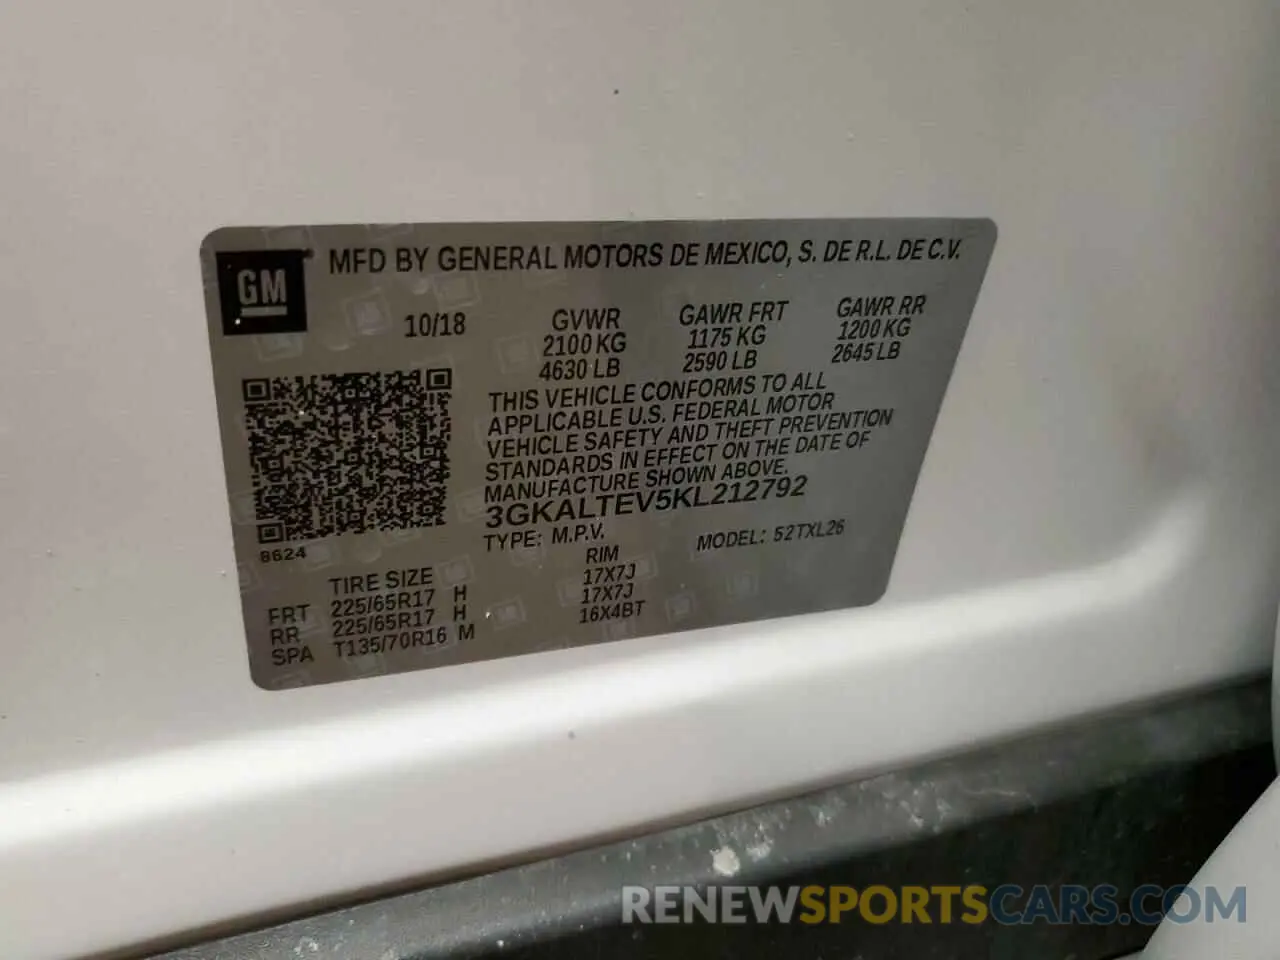 GM
MFD BY GENERAL MOTORS DE MEXICO, S. DE R.L. DE C.V.
10/18
GVWR
2100 KG
4630 LB
GAWR FRT
1175 KG
2590 LB
GAWR RR
1200 KG
2645 LB
THIS VEHICLE CONFORMS TO ALL
APPLICABLE U.S. FEDERAL MOTOR
VEHICLE SAFETY AND THEFT PREVENTION
STANDARDS IN EFFECT ON THE DATE OF
MANUFACTURE SHOWN ABOVE.
3GKALTEV5KL212792
TYPE: M.P.V. MODEL: 52TXL26
8624
TIRE SIZE RIM
FRT 225/65R17 H 17X7J
RR 225/65R17 H 17X7J
SPA T135/70R16 M 16X4BT
RENEWSPORTSCARS.COM